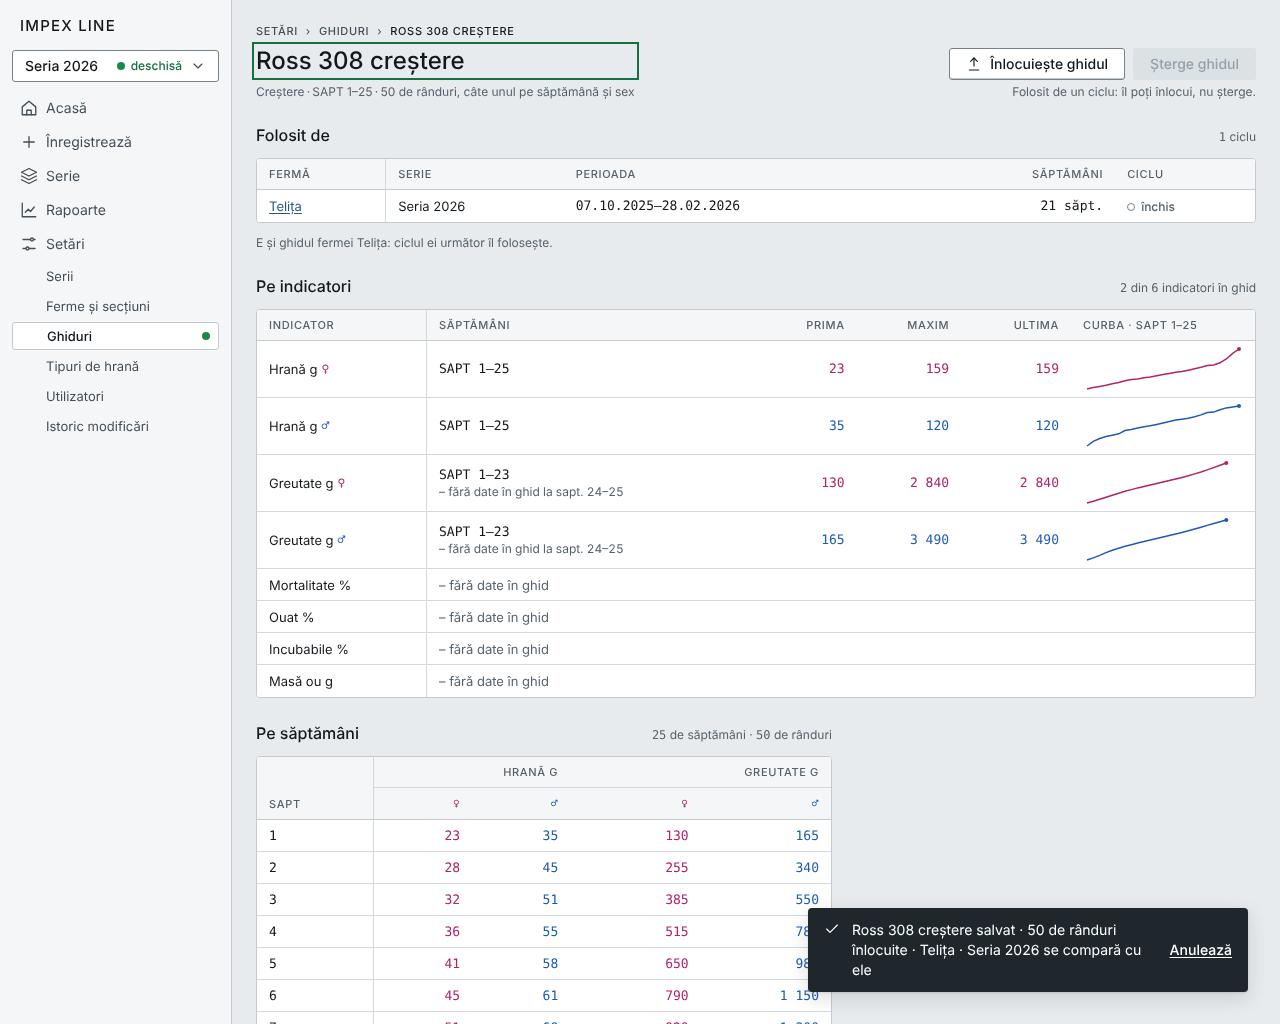 IMPEX LINE
Seria 2026 deschisă
Acasă
Înregistrează
Serie
Rapoarte
Setări
Serii
Ferme și secțiuni
Ghiduri
Tipuri de hrană
Utilizatori
Istoric modificări
SETĂRI › GHIDURI › ROSS 308 CREȘTERE
Ross 308 creștere
Creștere · SAPT 1–25 · 50 de rânduri, câte unul pe săptămână și sex
Înlocuiește ghidul
Șterge ghidul
Folosit de un ciclu: îl poți înlocui, nu șterge.
Folosit de
1 ciclu
FERMĂ SERIE PERIOADA SĂPTĂMÂNI CICLU
Telița Seria 2026 07.10.2025–28.02.2026 21 săpt. închis
E și ghidul fermei Telița: ciclul ei următor îl folosește.
Pe indicatori
2 din 6 indicatori în ghid
INDICATOR SĂPTĂMÂNI PRIMA MAXIM ULTIMA CURBA · SAPT 1–25
Hrană g ♀ SAPT 1–25 23 159 159
Hrană g ♂ SAPT 1–25 35 120 120
Greutate g ♀ SAPT 1–23 130 2 840 2 840
– fără date în ghid la sapt. 24–25
Greutate g ♂ SAPT 1–23 165 3 490 3 490
– fără date în ghid la sapt. 24–25
Mortalitate % – fără date în ghid
Ouat % – fără date în ghid
Incubabile % – fără date în ghid
Masă ou g – fără date în ghid
Pe săptămâni
25 de săptămâni · 50 de rânduri
HRANĂ G GREUTATE G
SAPT ♀ ♂ ♀ ♂
1 23 35 130 165
2 28 45 255 340
3 32 51 385 550
4 36 55 515
5 41 58 650
6 45 61 790 1 150
Ross 308 creștere salvat · 50 de rânduri
înlocuite · Telița · Seria 2026 se compară cu
ele
Anulează